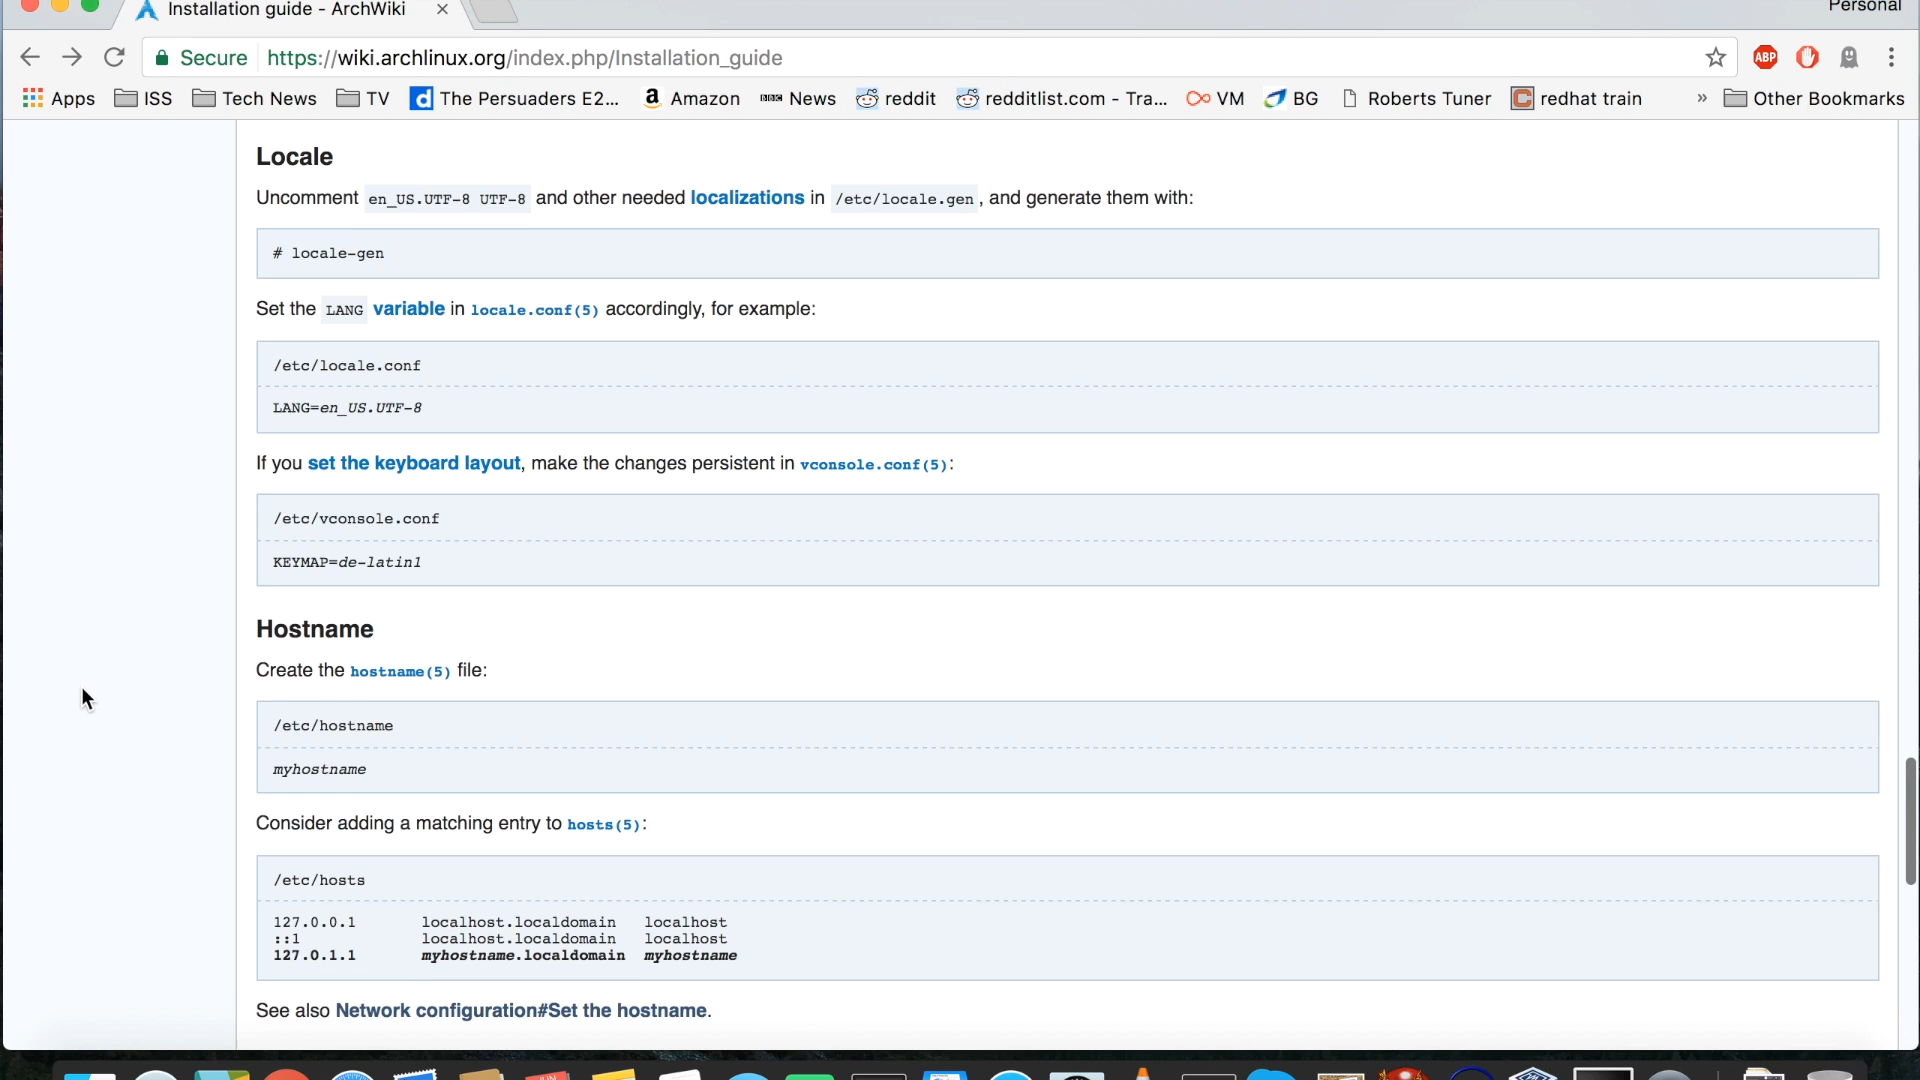 Installation guide - ArchWiki
Personal
Secure https://wiki.archlinux.org/index.php/Installation_guide
ABP
Apps ISS Tech News TV d The Persuaders E2... a Amazon BBC News reddit redditlist.com - Tra... VM BG Roberts Tuner C redhat train » Other Bookmarks
Locale
Uncomment en_US.UTF-8 UTF-8 and other needed localizations in /etc/locale.gen, and generate them with:
# locale-gen
Set the LANG variable in locale.conf(5) accordingly, for example:
/etc/locale.conf
LANG=en_US.UTF-8
If you set the keyboard layout, make the changes persistent in vconsole.conf(5):
/etc/vconsole.conf
KEYMAP=de-latin1
Hostname
Create the hostname(5) file:
/etc/hostname
myhostname
Consider adding a matching entry to hosts(5):
/etc/hosts
127.0.0.1 localhost.localdomain localhost
::1 localhost.localdomain localhost
127.0.1.1 myhostname.localdomain myhostname
See also Network configuration#Set the hostname.
JUN